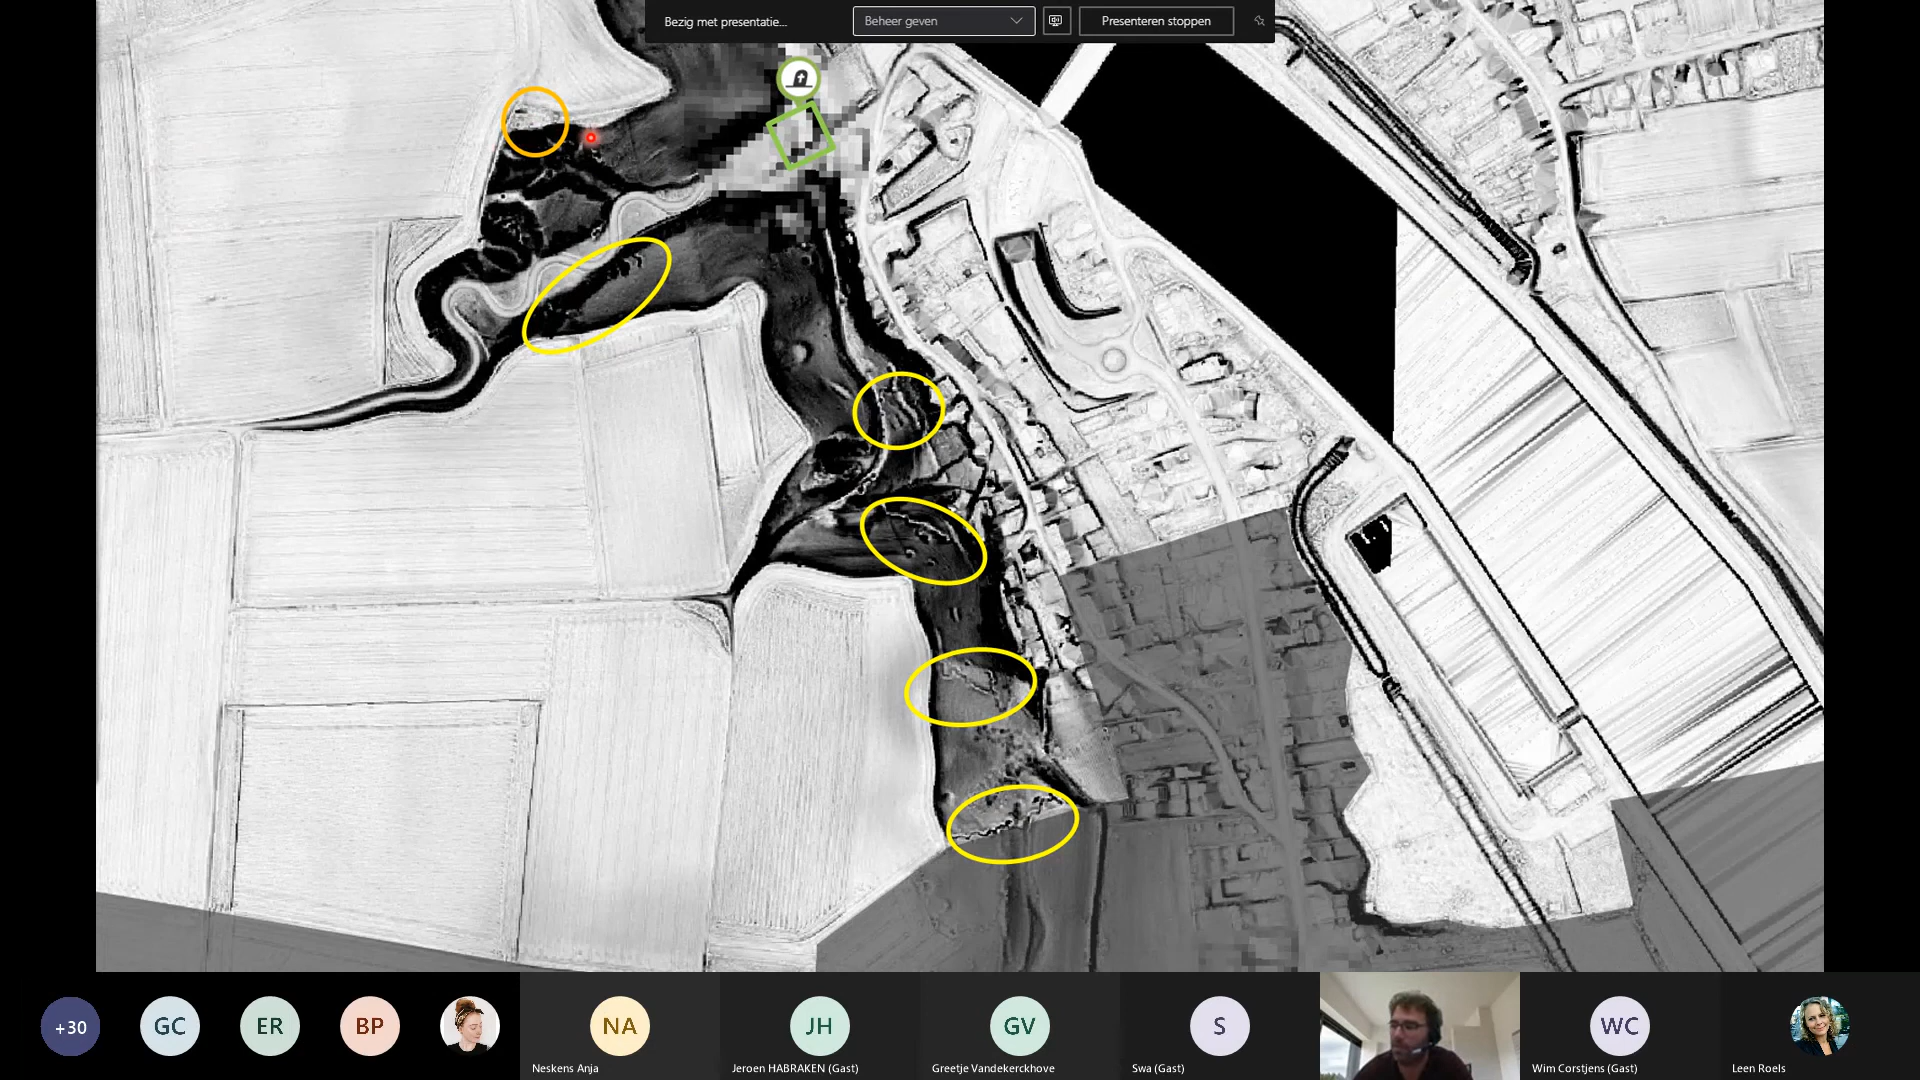 Bezig met presentatie...
Beheer geven
Presenteren stoppen
+30
GC
ER
BP
NA
JH
GV
S
WC
Neskens Anja
Jeroen HABRAKEN (Gast)
Greetje Vandekerckhove
Swa (Gast)
Wim Corstjens (Gast)
Leen Roels